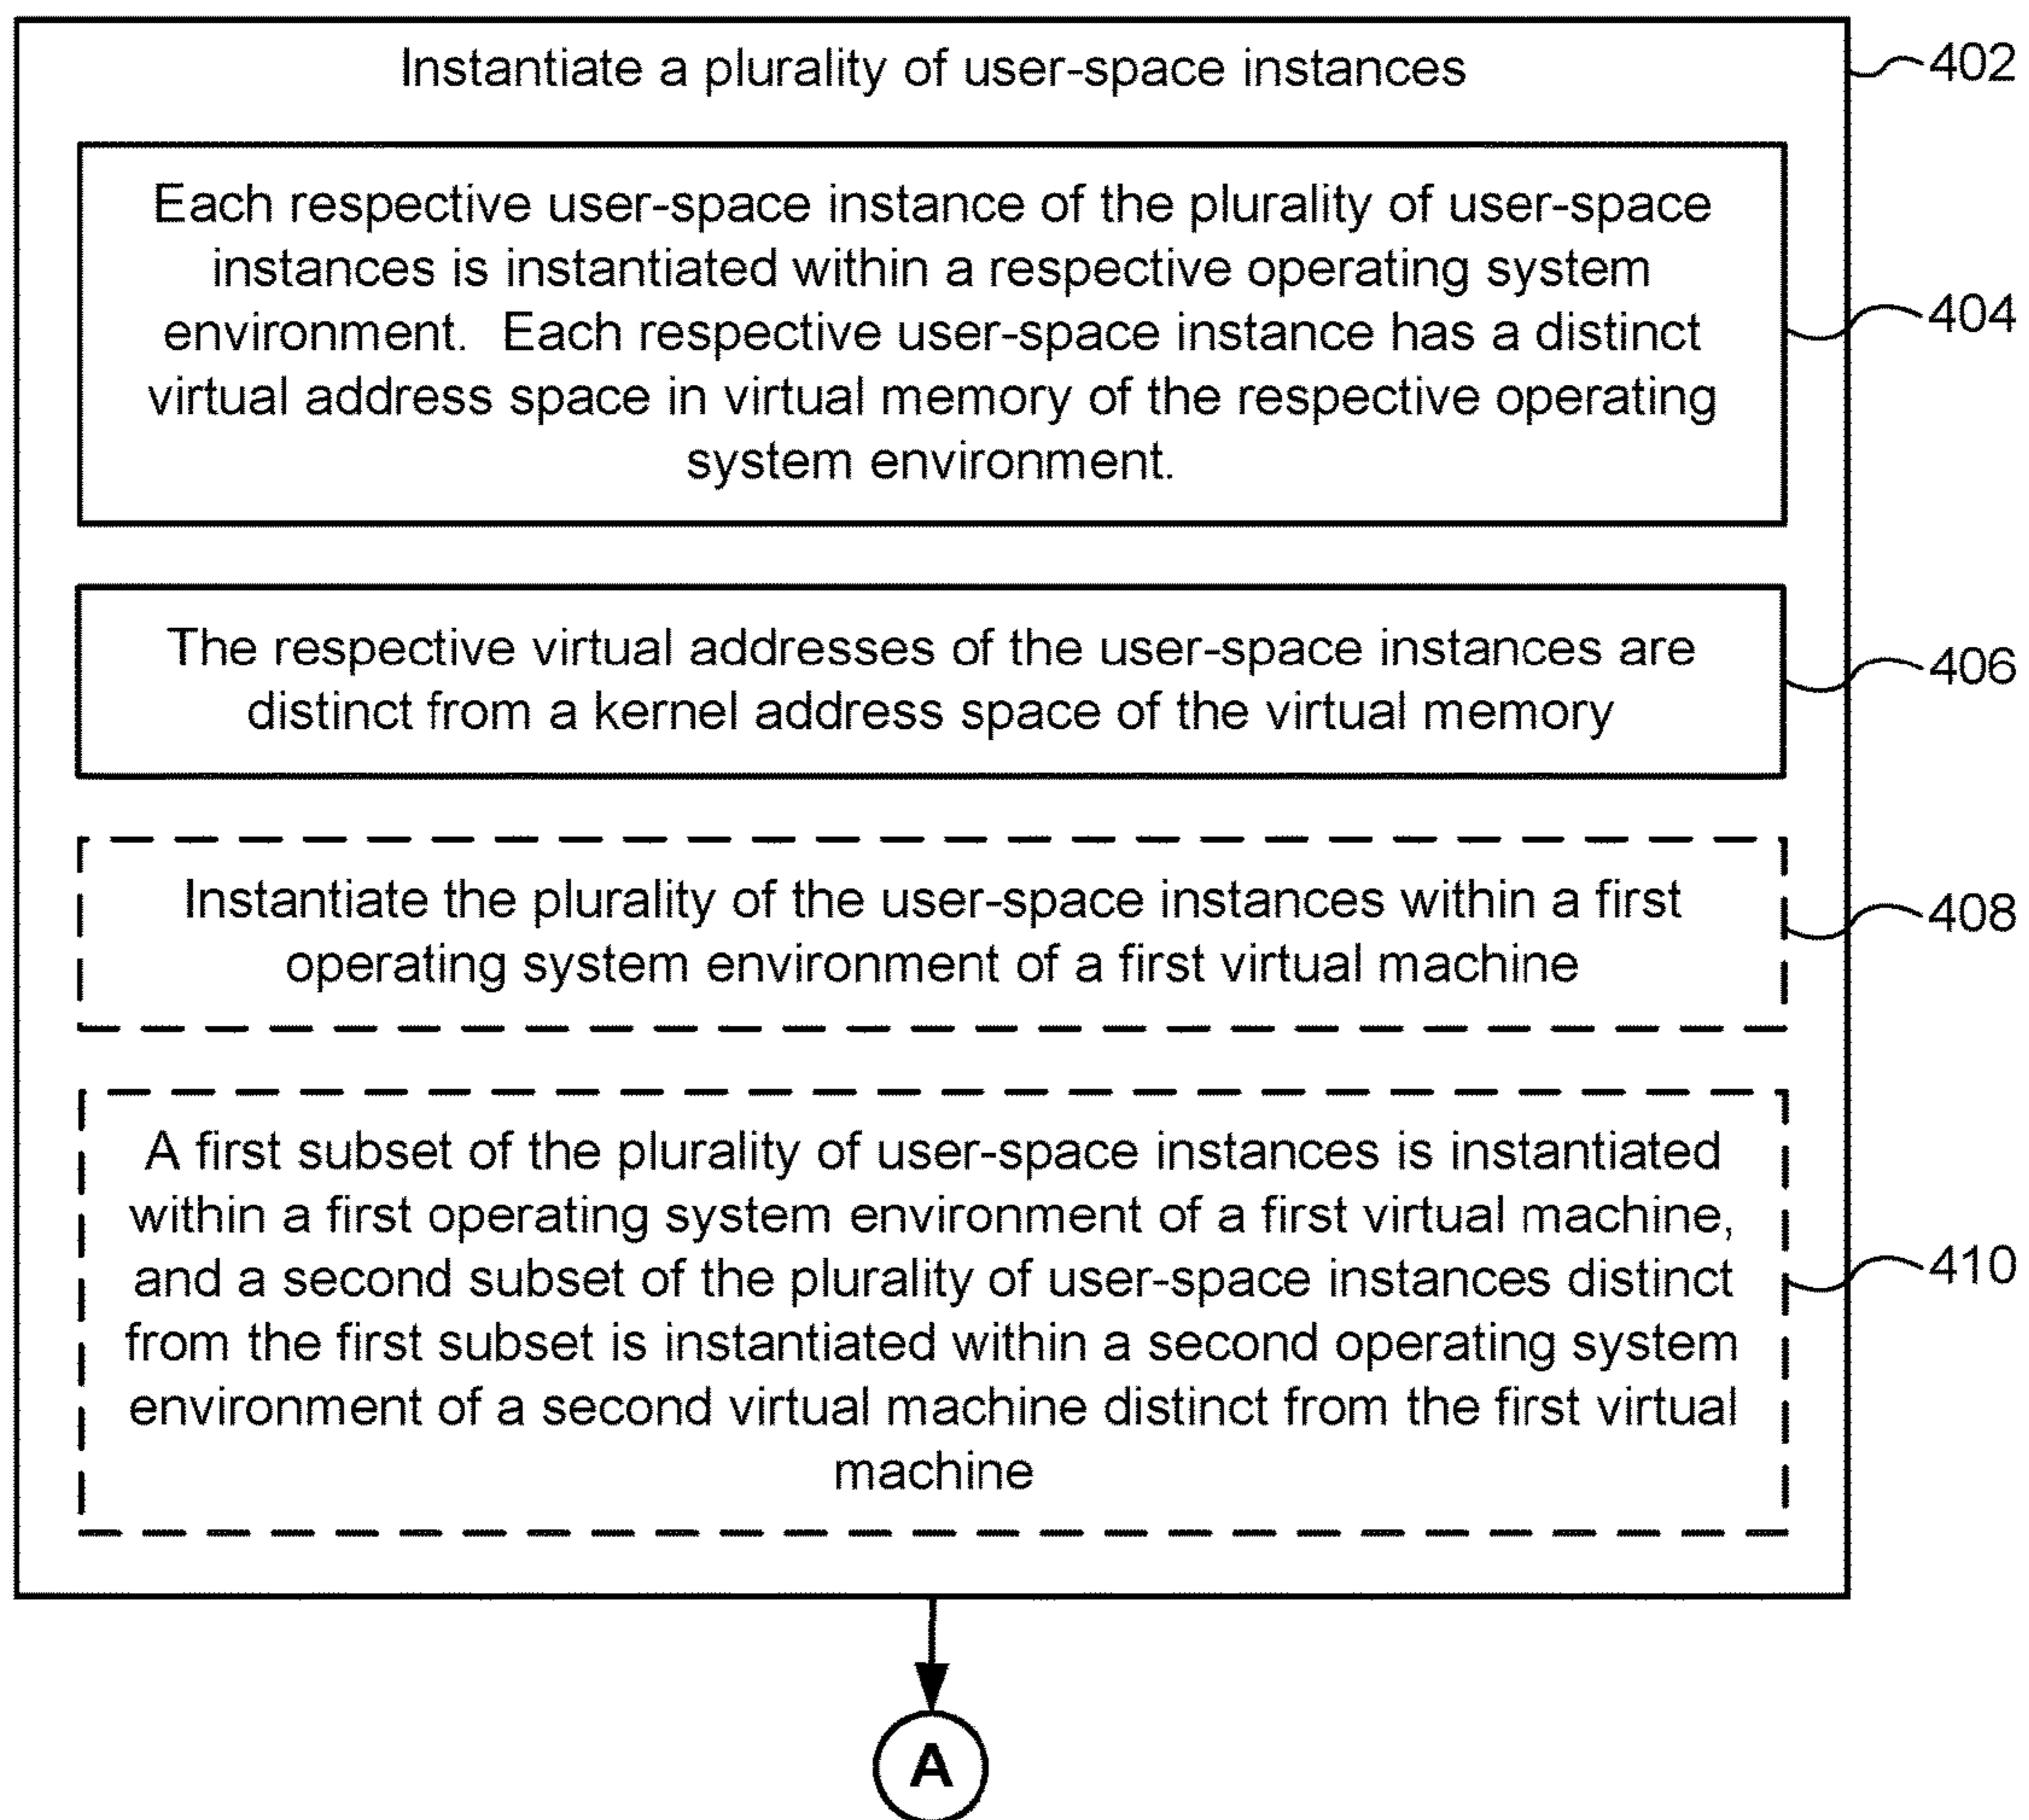 Instantiate a plurality of user-space instances
402
Each respective user-space instance of the plurality of user-space
instances is instantiated within a respective operating system
environment.  Each respective user-space instance has a distinct
virtual address space in virtual memory of the respective operating
system environment.
404
The respective virtual addresses of the user-space instances are
distinct from a kernel address space of the virtual memory
406
Instantiate the plurality of the user-space instances within a first
operating system environment of a first virtual machine
408
A first subset of the plurality of user-space instances is instantiated
within a first operating system environment of a first virtual machine,
and a second subset of the plurality of user-space instances distinct
from the first subset is instantiated within a second operating system
environment of a second virtual machine distinct from the first virtual
machine
410
A